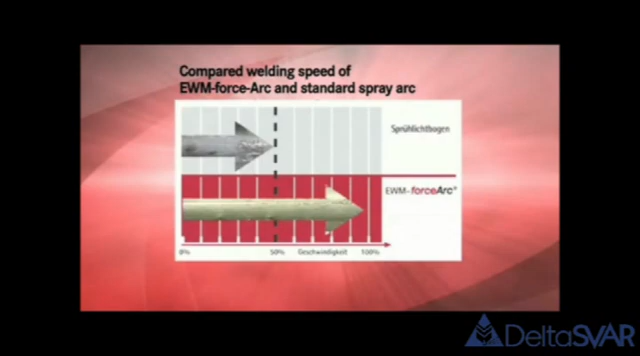 Compared welding speed of
EWM-force-Arc and standard spray arc
Sprühlichtbogen
EWM-forceArc®
0%
50%
Geschwindigkeit
100%
DeltaSVAR